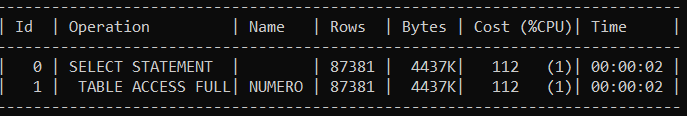 --------------------------------------------------------------------------
| Id  | Operation         | Name   | Rows  | Bytes | Cost (%CPU)| Time     |
--------------------------------------------------------------------------
|   0 | SELECT STATEMENT  |        | 87381 |  4437K|   112   (1)| 00:00:02 |
|   1 |  TABLE ACCESS FULL| NUMERO | 87381 |  4437K|   112   (1)| 00:00:02 |
--------------------------------------------------------------------------